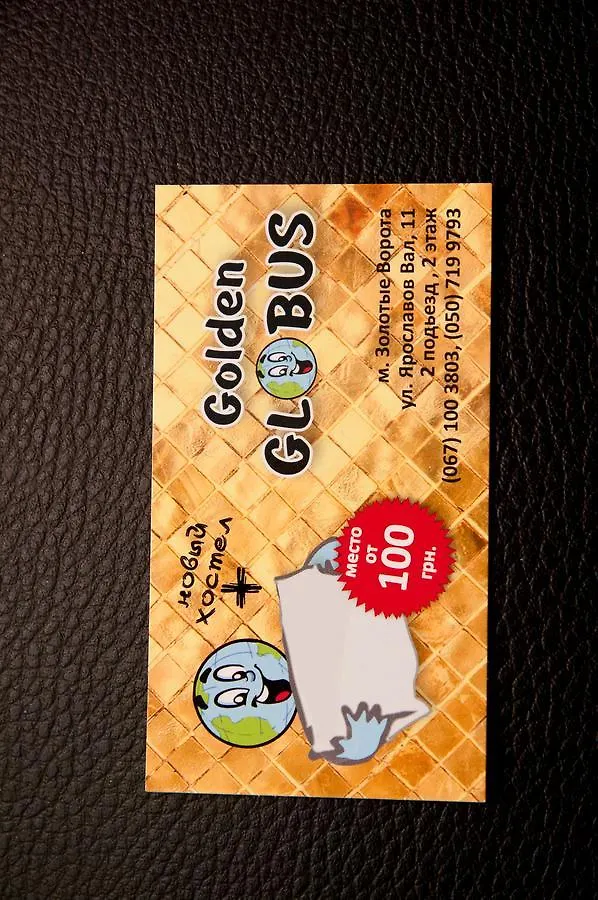 новый
хостел
+
Golden
GLOBUS
место
от
100
грн.
м. Золотые Ворота
ул. Ярославов Вал, 11
2 подьезд , 2 этаж
(067) 100 3803, (050) 719 9793